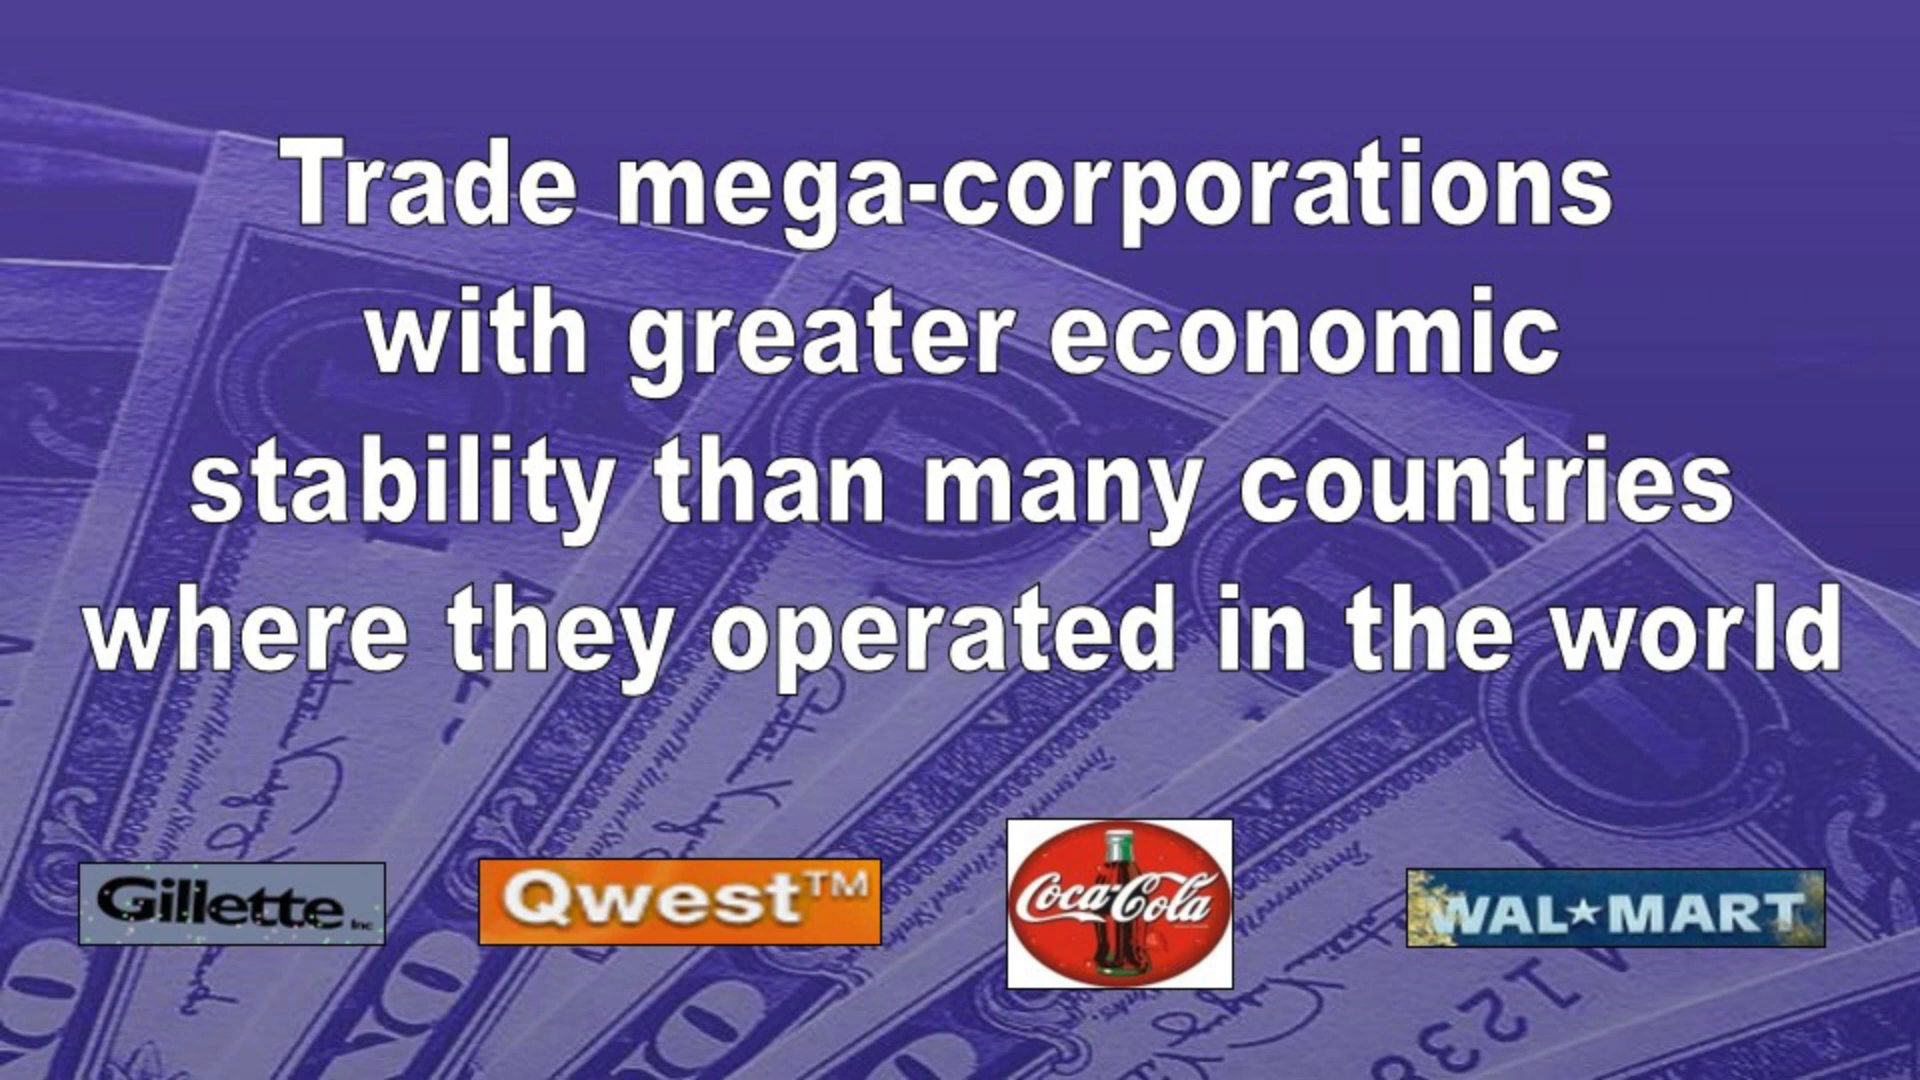 Trade mega-corporations
with greater economic
stability than many countries
where they operated in the world
Gillette Inc
Qwest™
Coca-Cola
WAL★MART